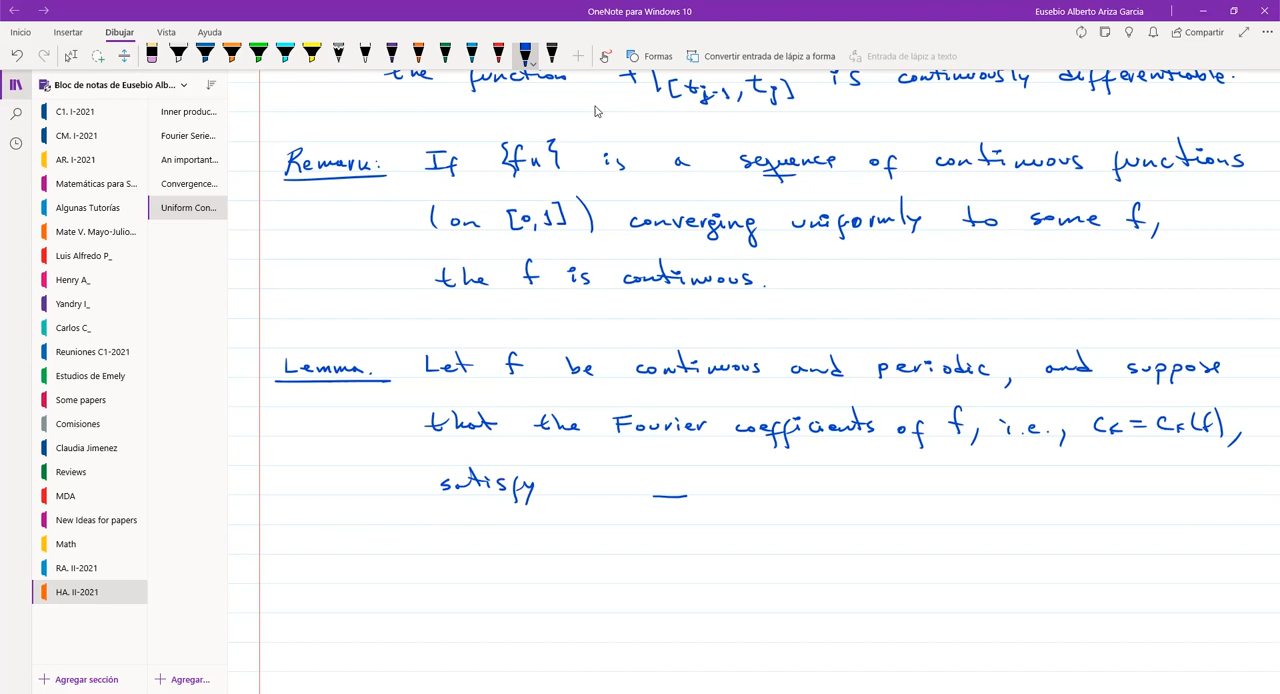 OneNote para Windows 10
Eusebio Alberto Ariza Garcia
Inicio Insertar Dibujar Vista Ayuda
Compartir
Formas
Convertir entrada de lápiz a forma
Entrada de lápiz a texto
Bloc de notas de Eusebio Alb...
C1. I-2021
CM. I-2021
AR. I-2021
Matemáticas para S...
Algunas Tutorías
Mate V. Mayo-Julio...
Luis Alfredo P_
Henry A_
Yandry I_
Carlos C_
Reuniones C1-2021
Estudios de Emely
Some papers
Comisiones
Claudia Jimenez
Reviews
MDA
New Ideas for papers
Math
RA. II-2021
HA. II-2021
Agregar sección
Inner produc...
Fourier Serie...
An important...
Convergence...
Uniform Con...
Agregar...
the function f|[tj-1, tj] is continuously differentiable.
Remark: If {fn} is a sequence of continuous functions
(on [0,1]) converging uniformly to some f,
the f is continuous.
Lemma. Let f be continuous and periodic, and suppose
that the Fourier coefficients of f, i.e., ck = ck(f),
satisfy